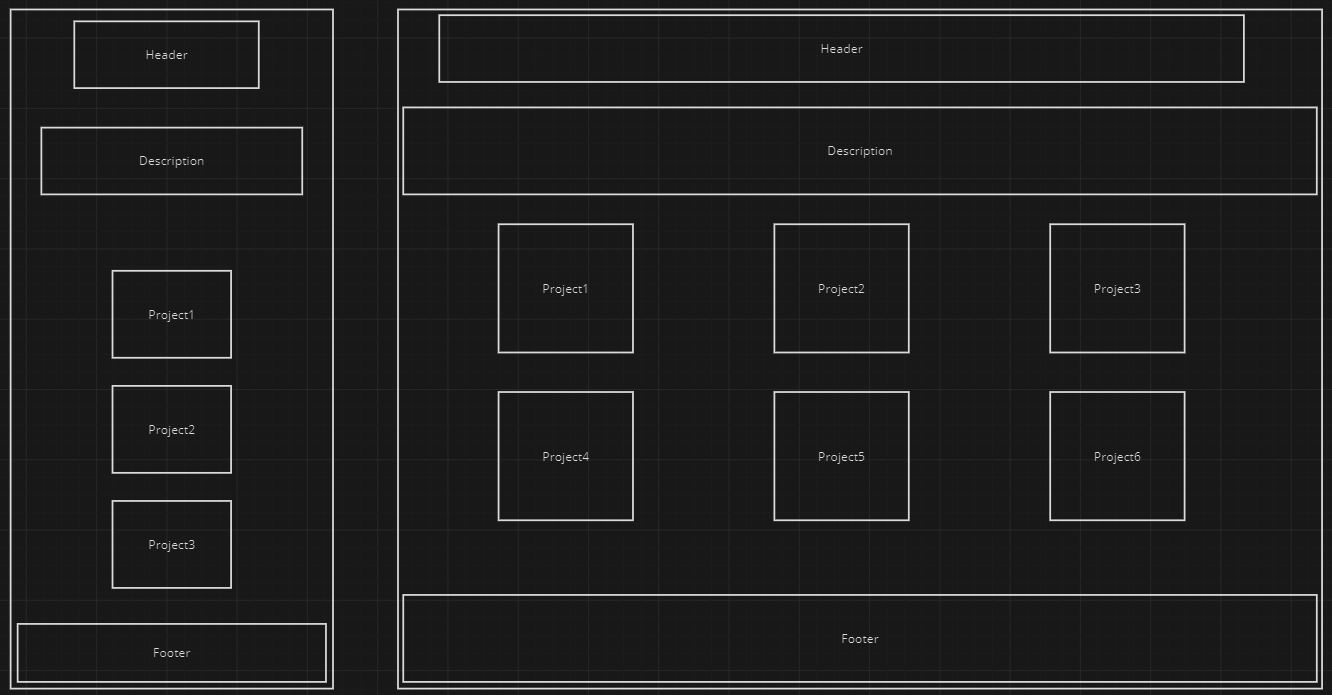 Header
Description
Project1
Project2
Project3
Footer
Header
Description
Project1 Project2 Project3
Project4 Project5 Project6
Footer